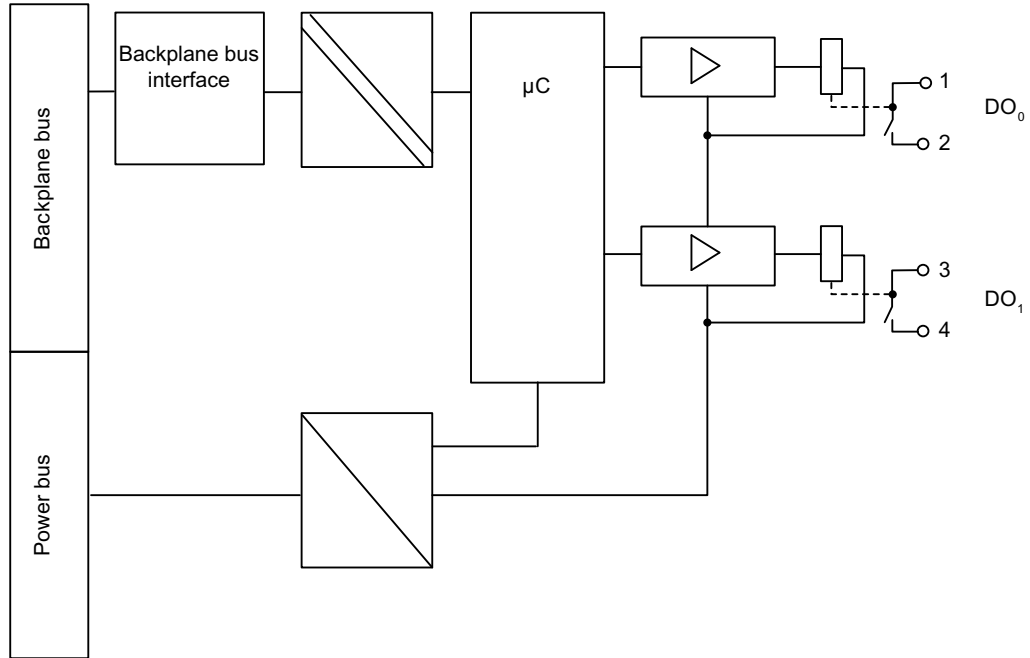 Backplane bus
Backplane bus
interface
µC
1
DO₀
2
3
DO₁
4
Power bus